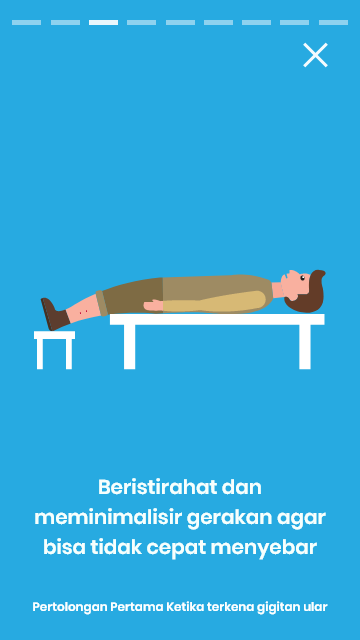 Beristirahat dan
meminimalisir gerakan agar
bisa tidak cepat menyebar
Pertolongan Pertama Ketika terkena gigitan ular